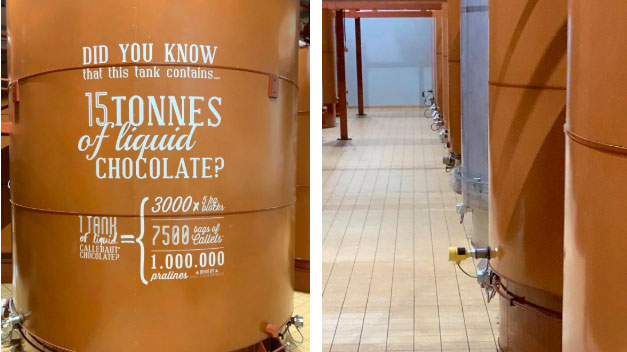 DID YOU KNOW
that this tank contains...
15 TONNES
of liquid
CHOCOLATE?
1 TANK
of liquid
CALLEBAUT®
CHOCOLATE?
=
3000 x 5 kg blocks
7500 bags of Callets™
1.000.000
pralines